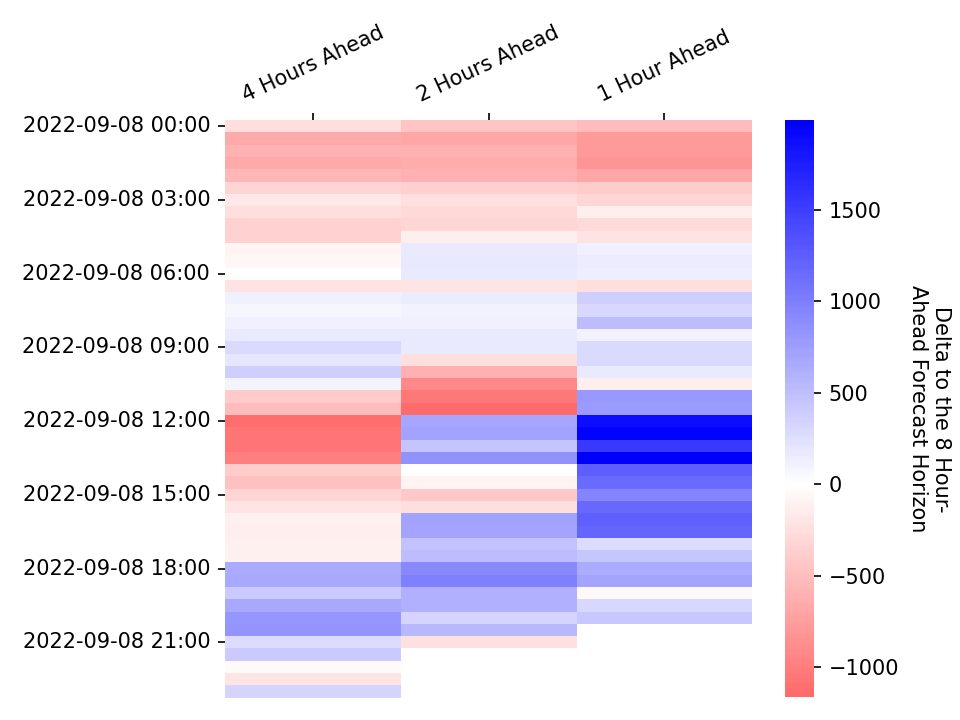 4 Hours Ahead
2 Hours Ahead
1 Hour Ahead
2022-09-08 00:00
2022-09-08 03:00
2022-09-08 06:00
2022-09-08 09:00
2022-09-08 12:00
2022-09-08 15:00
2022-09-08 18:00
2022-09-08 21:00
1500
1000
500
0
−500
−1000
Delta to the 8 Hour-
Ahead Forecast Horizon